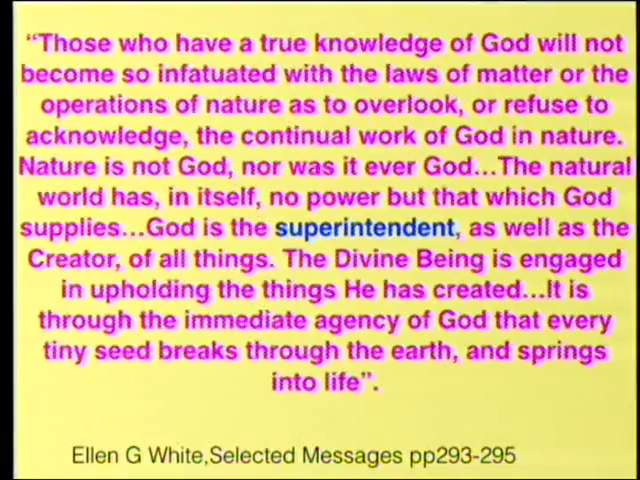 “Those who have a true knowledge of God will not
become so infatuated with the laws of matter or the
operations of nature as to overlook, or refuse to
acknowledge, the continual work of God in nature.
Nature is not God, nor was it ever God...The natural
world has, in itself, no power but that which God
supplies...God is the superintendent, as well as the
Creator, of all things. The Divine Being is engaged
in upholding the things He has created...It is
through the immediate agency of God that every
tiny seed breaks through the earth, and springs
into life”.
Ellen G White,Selected Messages pp293-295